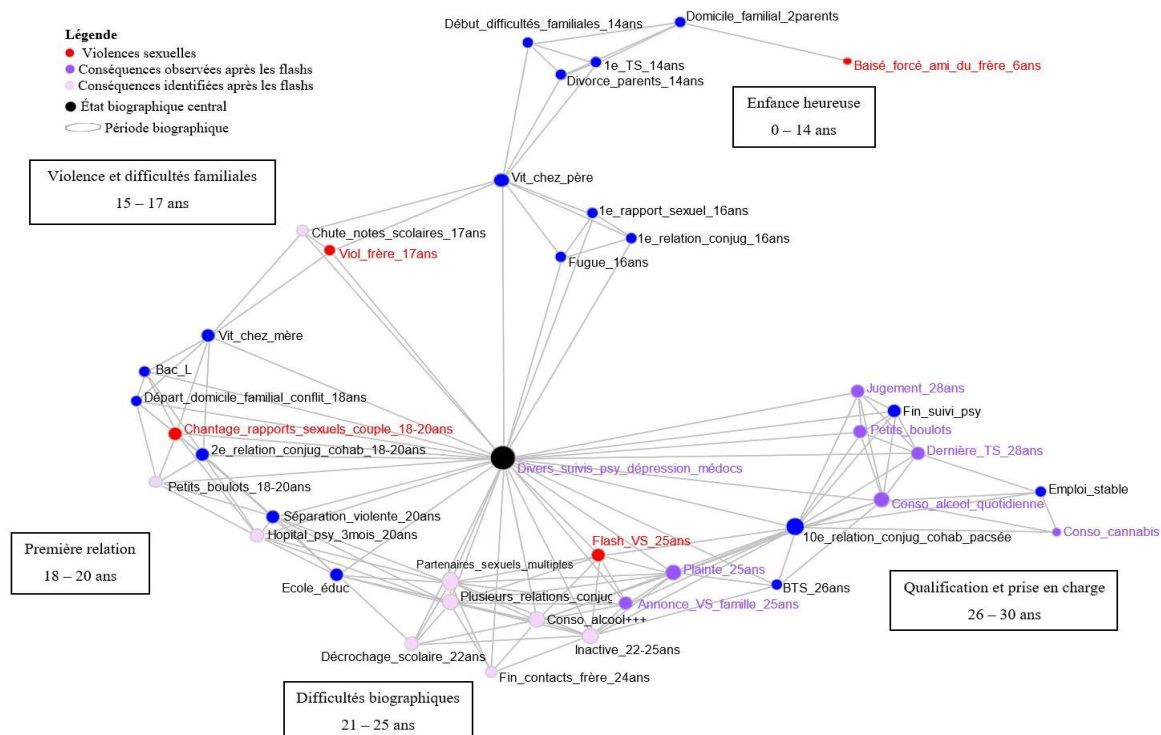 Légende
Violences sexuelles
Conséquences observées après les flashs
Conséquences identifiées après les flashs
État biographique central
Période biographique
Début_difficultés_familiales_14ans
Domicile_familial_2parents
1e_TS_14ans
Divorce_parents_14ans
Baisé_forcé_ami_du_frère_6ans
Enfance heureuse
0 – 14 ans
Violence et difficultés familiales
15 – 17 ans
Vit_chez_père
1e_rapport_sexuel_16ans
1e_relation_conjug_16ans
Fugue_16ans
Chute_notes_scolaires_17ans
Viol_frère_17ans
Vit_chez_mère
Bac_L
Départ_domicile_familial_conflit_18ans
Chantage_rapports_sexuels_couple_18-20ans
2e_relation_conjug_cohab_18-20ans
Petits_boulots_18-20ans
Séparation_violente_20ans
Hopital_psy_3mois_20ans
Première relation
18 – 20 ans
Ecole_éduc
Divers_suivis_psy_dépression_médocs
Jugement_28ans
Fin_suivi_psy
Petits_boulots
Dernière_TS_28ans
Emploi_stable
Conso_alcool_quotidienne
Conso_cannabis
10e_relation_conjug_cohab_pacsée
Flash_VS_25ans
Partenaires_sexuels_multiples
Plainte_25ans
BTS_26ans
Plusieurs_relations_conjug
Annonce_VS_famille_25ans
Conso_alcool+++
Inactive_22-25ans
Décrochage_scolaire_22ans
Fin_contacts_frère_24ans
Qualification et prise en charge
26 – 30 ans
Difficultés biographiques
21 – 25 ans